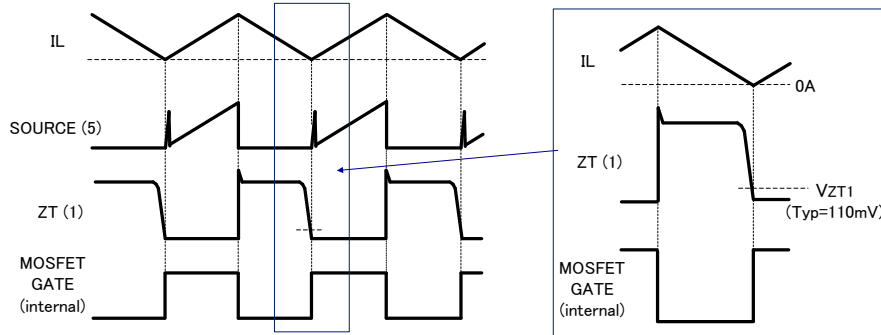 IL
SOURCE (5)
ZT (1)
MOSFET
GATE
(internal)
IL
0A
ZT (1)
VZT1
(Typ=110mV)
MOSFET
GATE
(internal)